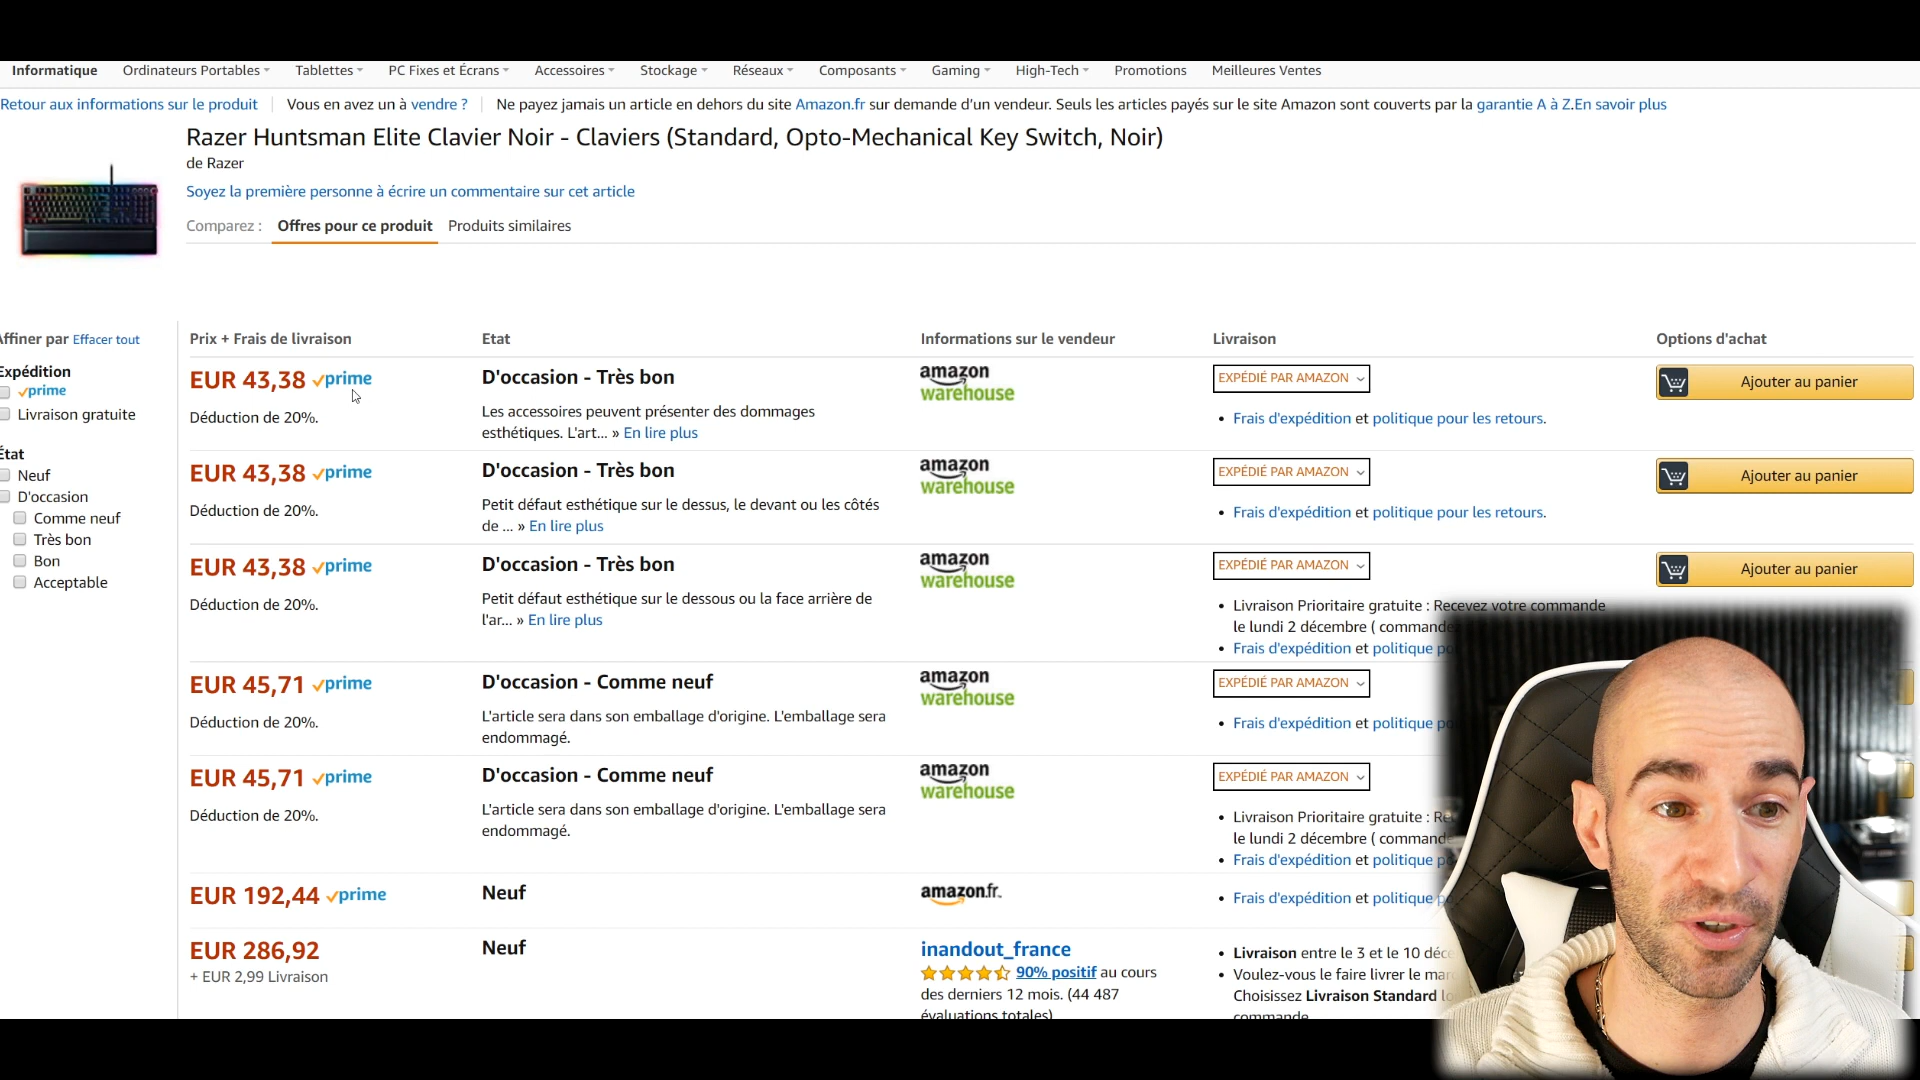 Informatique Ordinateurs Portables Tablettes PC Fixes et Écrans Accessoires Stockage Réseaux Composants Gaming High-Tech Promotions Meilleures Ventes
Retour aux informations sur le produit Vous en avez un à vendre ? Ne payez jamais un article en dehors du site Amazon.fr sur demande d'un vendeur. Seuls les articles payés sur le site Amazon sont couverts par la garantie A à Z.En savoir plus
Razer Huntsman Elite Clavier Noir - Claviers (Standard, Opto-Mechanical Key Switch, Noir)
de Razer
Soyez la première personne à écrire un commentaire sur cet article
Comparez : Offres pour ce produit Produits similaires
Affiner par Effacer tout
Expédition
prime
Livraison gratuite
État
Neuf
D'occasion
Comme neuf
Très bon
Bon
Acceptable
Prix + Frais de livraison Etat Informations sur le vendeur Livraison Options d'achat
EUR 43,38 prime D'occasion - Très bon amazon warehouse EXPÉDIÉ PAR AMAZON Ajouter au panier
Déduction de 20%. Les accessoires peuvent présenter des dommages Frais d'expédition et politique pour les retours.
esthétiques. L'art... » En lire plus
EUR 43,38 prime D'occasion - Très bon amazon warehouse EXPÉDIÉ PAR AMAZON Ajouter au panier
Déduction de 20%. Petit défaut esthétique sur le dessus, le devant ou les côtés Frais d'expédition et politique pour les retours.
de ... » En lire plus
EUR 43,38 prime D'occasion - Très bon amazon warehouse EXPÉDIÉ PAR AMAZON Ajouter au panier
Déduction de 20%. Petit défaut esthétique sur le dessous ou la face arrière de Livraison Prioritaire gratuite : Recevez votre commande
l'ar... » En lire plus le lundi 2 décembre ( commande
Frais d'expédition et politique
EUR 45,71 prime D'occasion - Comme neuf amazon warehouse EXPÉDIÉ PAR AMAZON
Déduction de 20%. L'article sera dans son emballage d'origine. L'emballage sera Frais d'expédition et politique
endommagé.
EUR 45,71 prime D'occasion - Comme neuf amazon warehouse EXPÉDIÉ PAR AMAZON
Déduction de 20%. L'article sera dans son emballage d'origine. L'emballage sera Livraison Prioritaire gratuite :
endommagé. le lundi 2 décembre ( commande
Frais d'expédition et politique
EUR 192,44 prime Neuf amazon.fr Frais d'expédition et politique
EUR 286,92 Neuf inandout_france Livraison entre le 3 et le 10
+ EUR 2,99 Livraison 90% positif au cours Voulez-vous le faire livrer le
des derniers 12 mois. (44 487 Choisissez Livraison Standard
évaluations totales) commande.